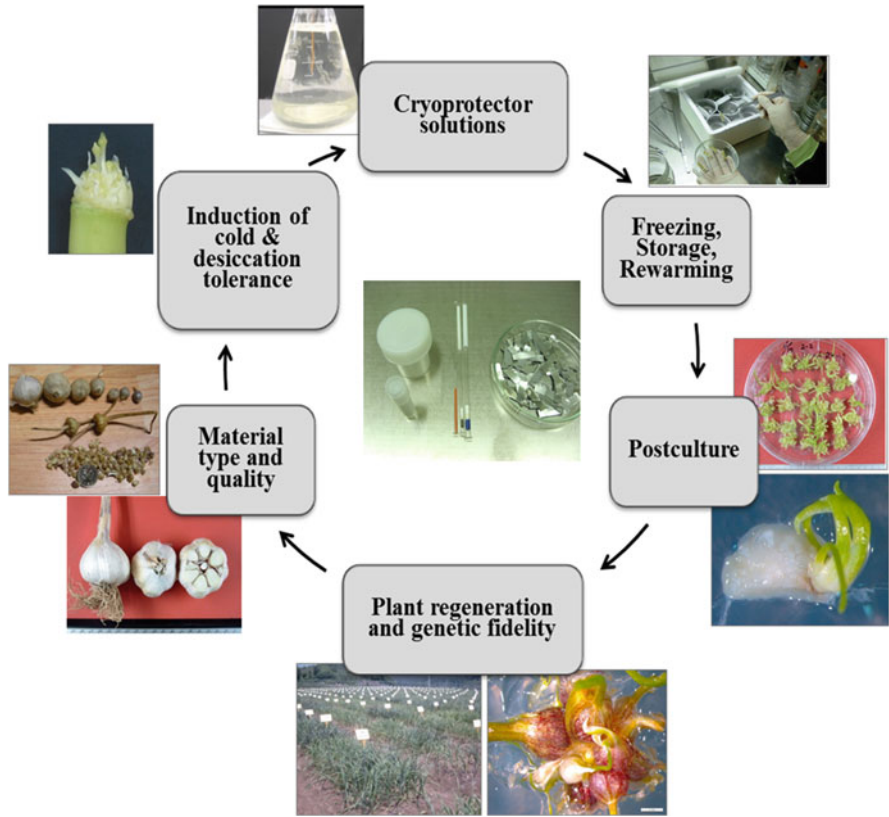 Cryoprotector
solutions
Freezing,
Storage,
Rewarming
Postculture
Plant regeneration
and genetic fidelity
Material
type and
quality
Induction of
cold &
desiccation
tolerance